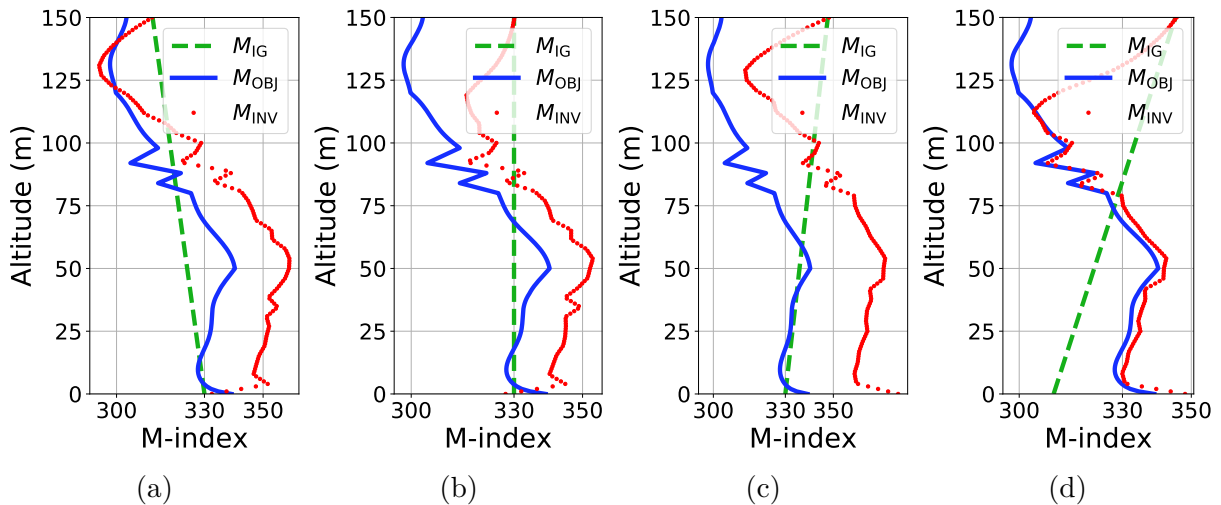 150
125
100
75
50
25
0
Altitude (m)
300
330
350
M-index
M_IG
M_OBJ
M_INV
(a)
150
125
100
75
50
25
0
Altitude (m)
300
330
350
M-index
M_IG
M_OBJ
M_INV
(b)
150
125
100
75
50
25
0
Altitude (m)
300
330
350
M-index
M_IG
M_OBJ
M_INV
(c)
150
125
100
75
50
25
0
Altitude (m)
300
330
350
M-index
M_IG
M_OBJ
M_INV
(d)